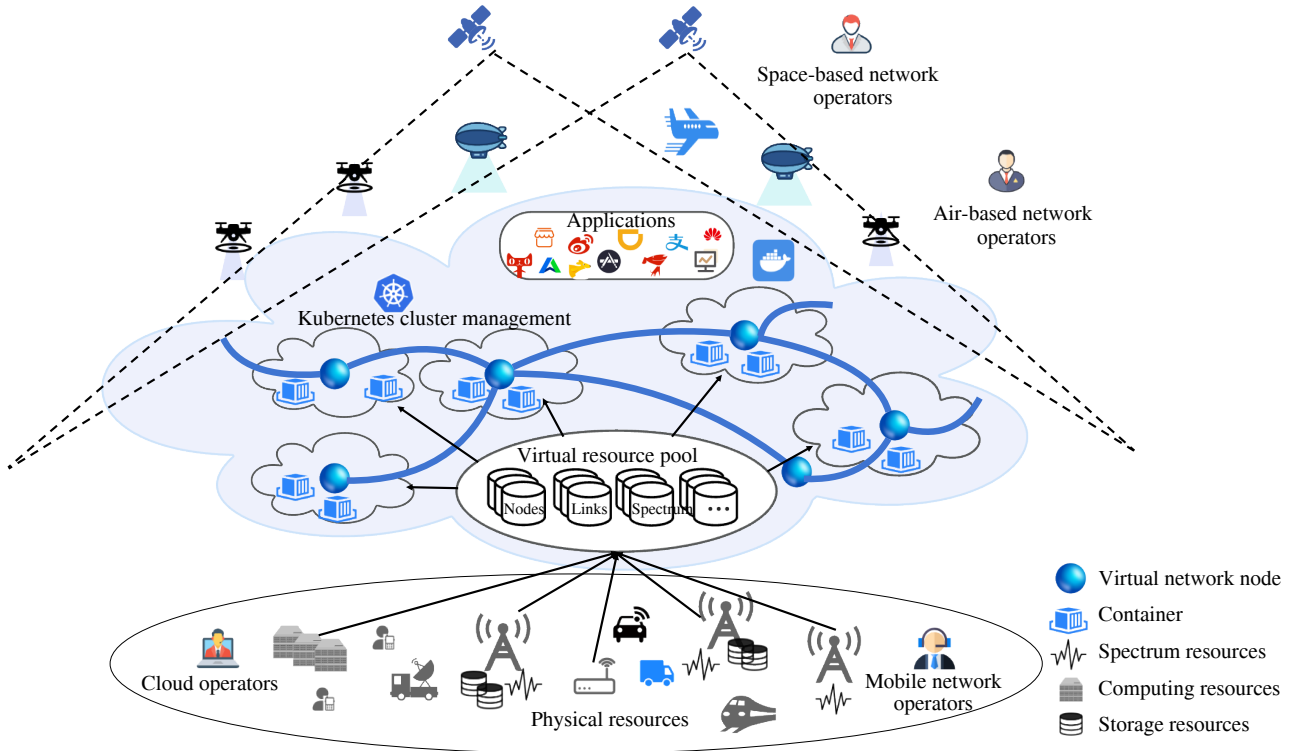 Space-based network
operators
Air-based network
operators
Applications
Kubernetes cluster management
Virtual resource pool
Nodes
Links
Spectrum
...
Virtual network node
Container
Spectrum resources
Computing resources
Storage resources
Cloud operators
Physical resources
Mobile network
operators